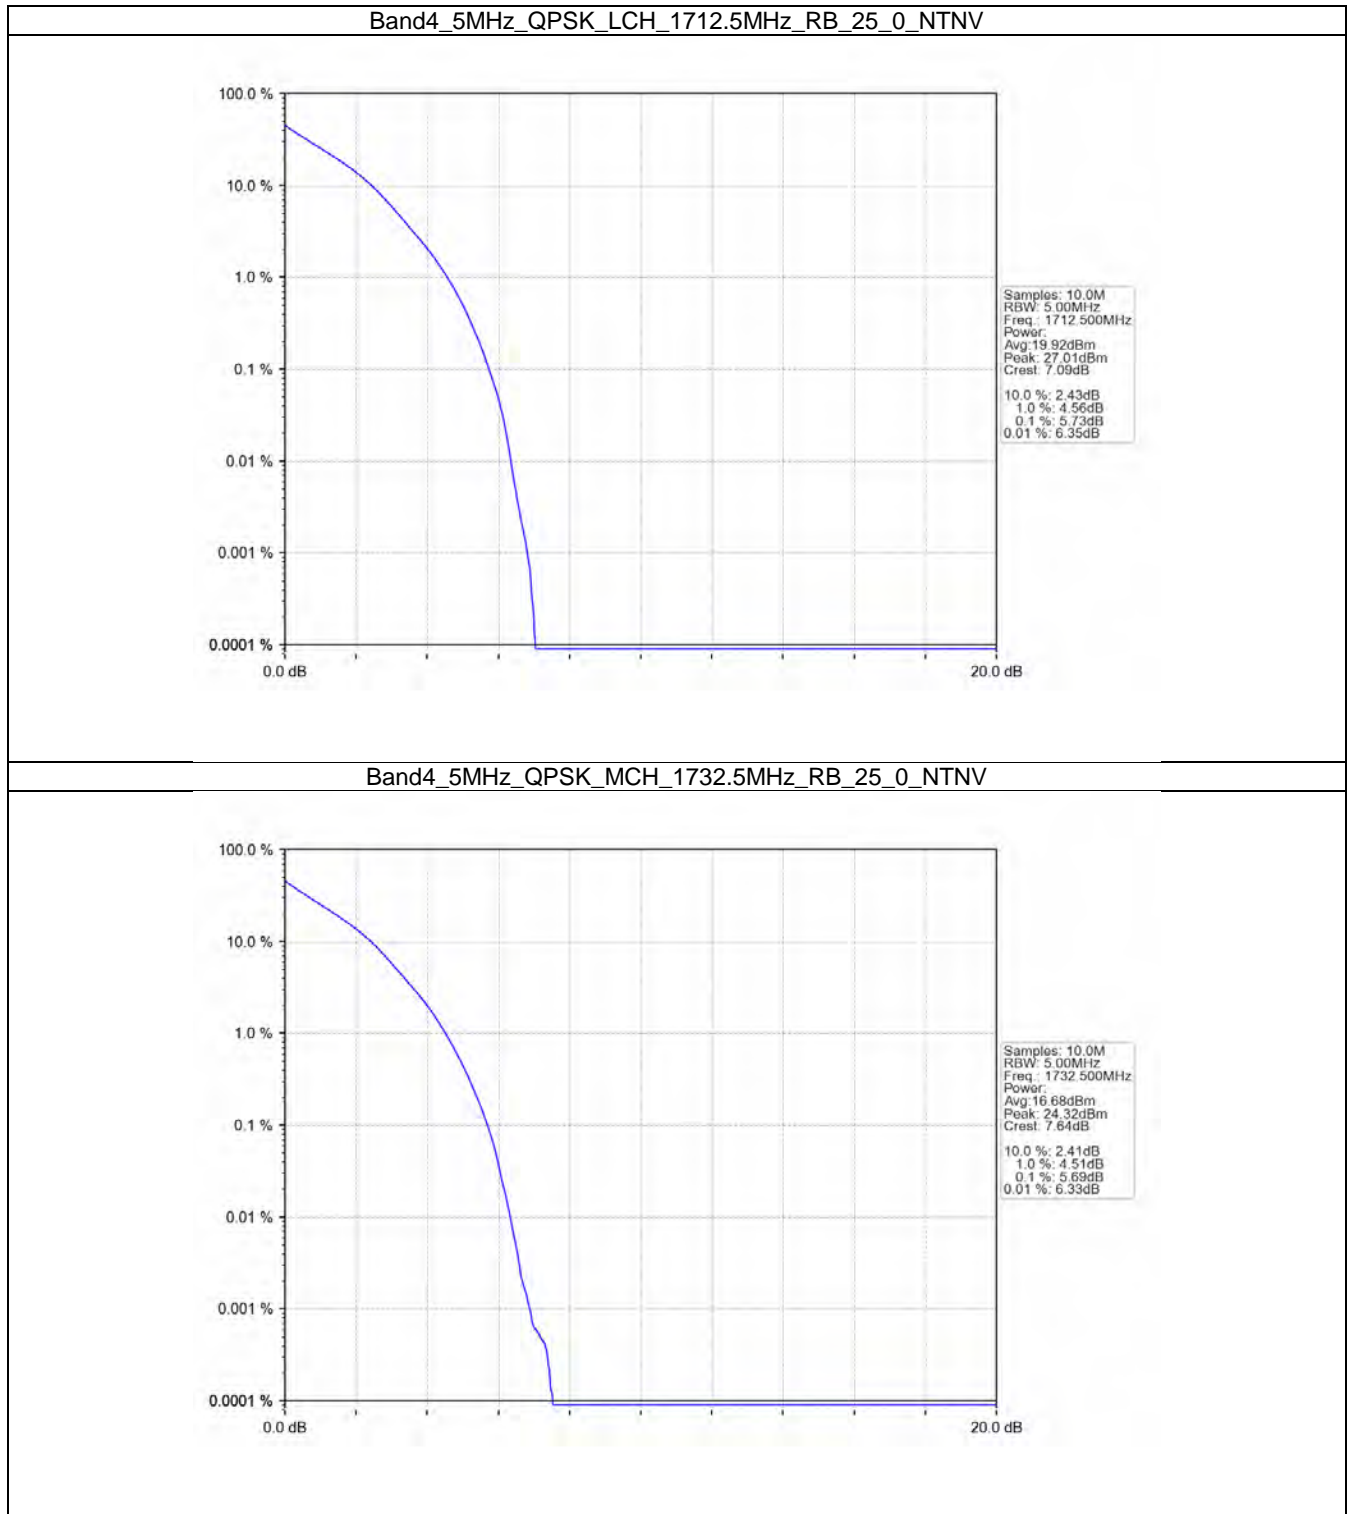 Band4_5MHz_QPSK_LCH_1712.5MHz_RB_25_0_NTNV
100.0 %
10.0 %
1.0 %
0.1 %
0.01 %
0.001 %
0.0001 %
0.0 dB
20.0 dB
Samples: 10.0M
RBW: 5.00MHz
Freq.: 1712.500MHz
Power:
Avg:19.92dBm
Peak: 27.01dBm
Crest: 7.09dB
10.0 %: 2.43dB
1.0 %: 4.56dB
0.1 %: 5.73dB
0.01 %: 6.35dB
Band4_5MHz_QPSK_MCH_1732.5MHz_RB_25_0_NTNV
100.0 %
10.0 %
1.0 %
0.1 %
0.01 %
0.001 %
0.0001 %
0.0 dB
20.0 dB
Samples: 10.0M
RBW: 5.00MHz
Freq.: 1732.500MHz
Power:
Avg:16.68dBm
Peak: 24.32dBm
Crest: 7.64dB
10.0 %: 2.41dB
1.0 %: 4.51dB
0.1 %: 5.69dB
0.01 %: 6.33dB